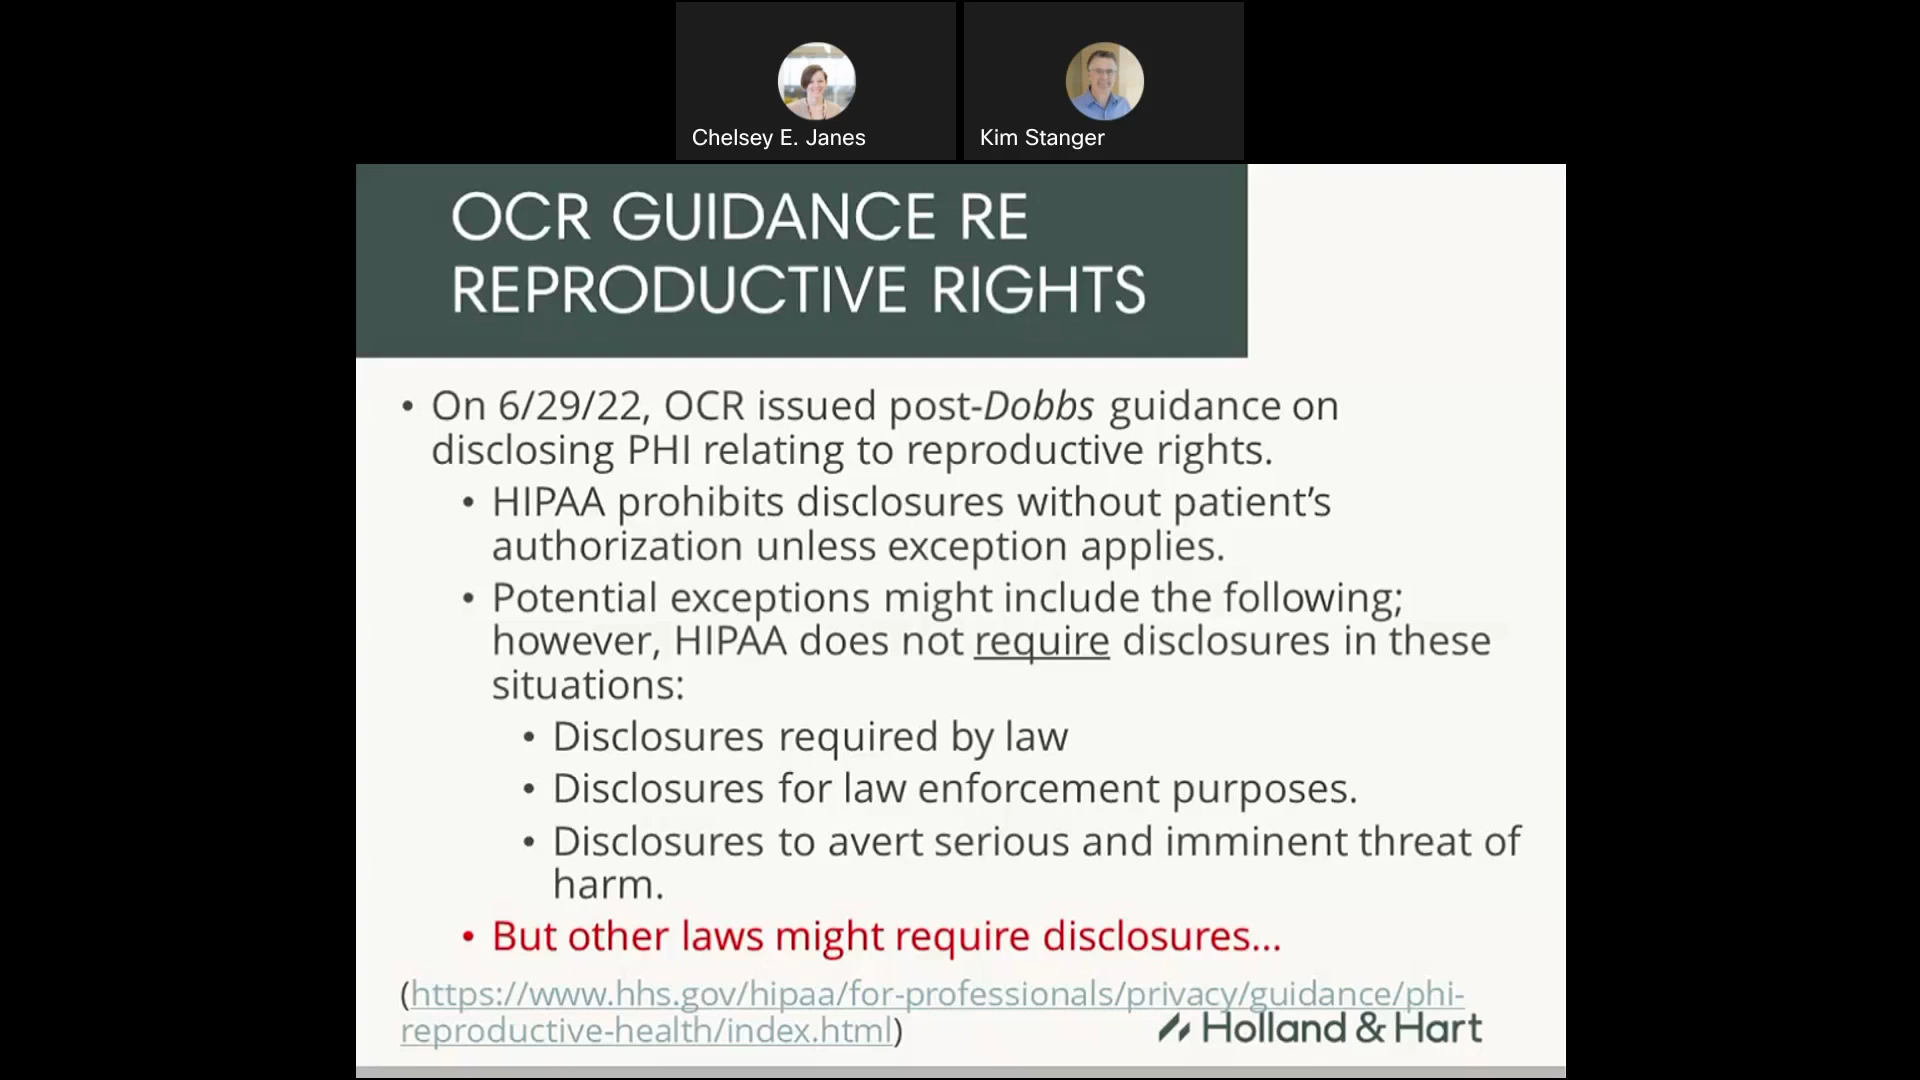 Chelsey E. Janes
Kim Stanger
OCR GUIDANCE RE
REPRODUCTIVE RIGHTS
• On 6/29/22, OCR issued post-Dobbs guidance on
disclosing PHI relating to reproductive rights.
• HIPAA prohibits disclosures without patient’s
authorization unless exception applies.
• Potential exceptions might include the following;
however, HIPAA does not require disclosures in these
situations:
• Disclosures required by law
• Disclosures for law enforcement purposes.
• Disclosures to avert serious and imminent threat of
harm.
• But other laws might require disclosures...
(https://www.hhs.gov/hipaa/for-professionals/privacy/guidance/phi-
reproductive-health/index.html)
Holland & Hart